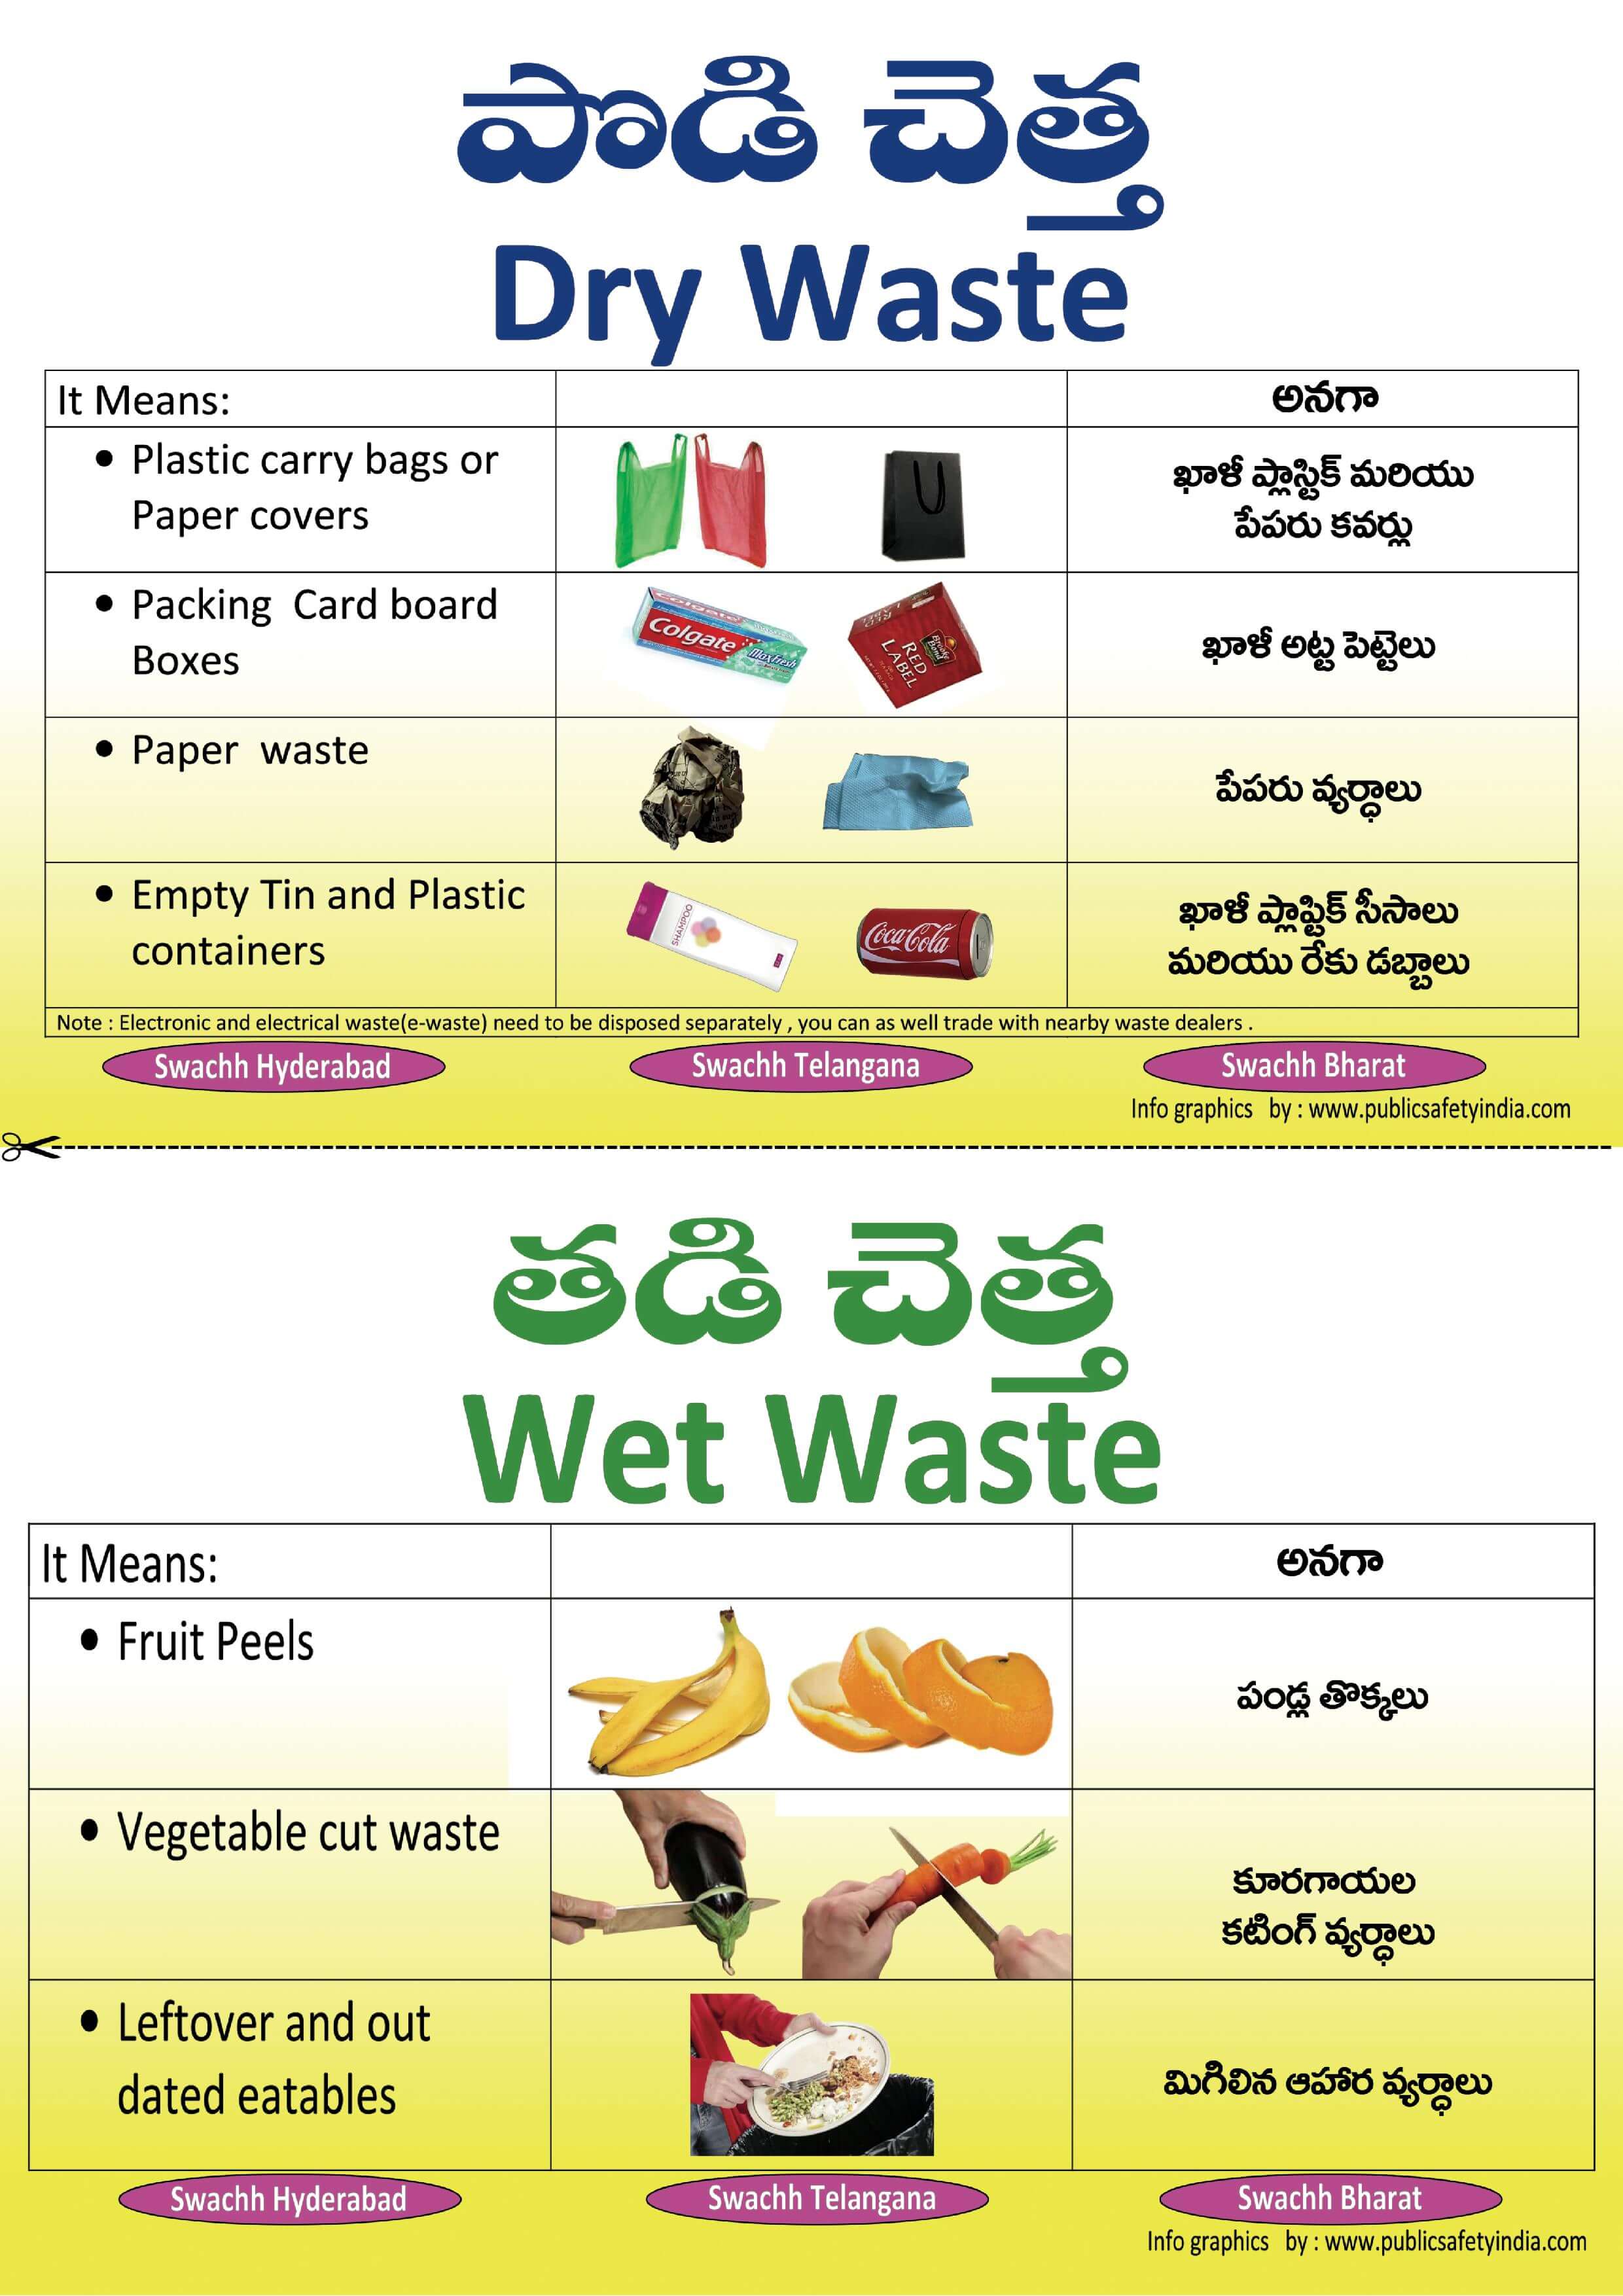 పొడి చెత్త
Dry Waste
It Means:
అనగా
• Plastic carry bags or
Paper covers
ఖాళీ ప్లాస్టిక్ మరియు
పేపరు కవర్లు
• Packing Card board
Boxes
Colgate
MaxFresh
RED
LABEL
ఖాళీ అట్ట పెట్టెలు
• Paper waste
పేపరు వ్యర్ధాలు
• Empty Tin and Plastic
containers
SHAMPOO
Coca-Cola
ఖాళీ ప్లాష్టిక్ సీసాలు
మరియు రేకు డబ్బాలు
Note : Electronic and electrical waste(e-waste) need to be disposed separately , you can as well trade with nearby waste dealers .
Swachh Hyderabad
Swachh Telangana
Swachh Bharat
Info graphics by : www.publicsafetyindia.com
తడి చెత్త
Wet Waste
It Means:
అనగా
• Fruit Peels
పండ్ల తొక్కలు
• Vegetable cut waste
కూరగాయల
కటింగ్ వ్యర్ధాలు
• Leftover and out
dated eatables
మిగిలిన ఆహార వ్యర్ధాలు
Swachh Hyderabad
Swachh Telangana
Swachh Bharat
Info graphics by : www.publicsafetyindia.com